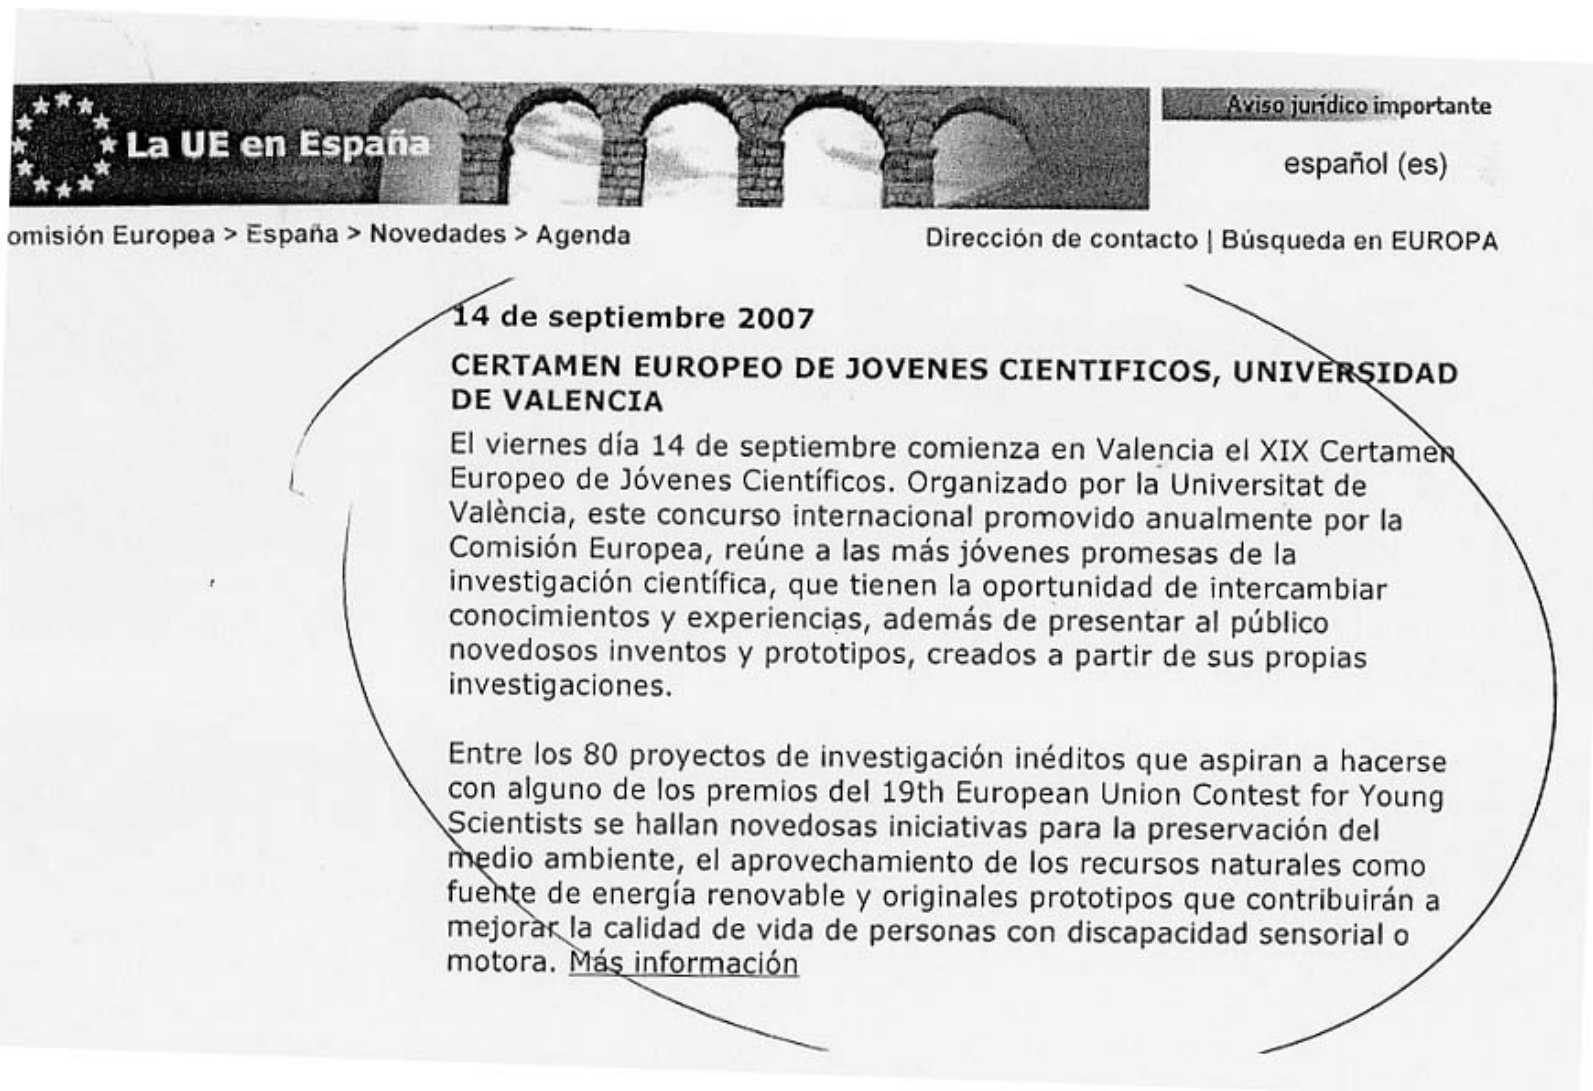 La UE en España
Aviso jurídico importante
español (es)
omisión Europea > España > Novedades > Agenda
Dirección de contacto | Búsqueda en EUROPA
14 de septiembre 2007
CERTAMEN EUROPEO DE JOVENES CIENTIFICOS, UNIVERSIDAD
DE VALENCIA
El viernes día 14 de septiembre comienza en Valencia el XIX Certamen
Europeo de Jóvenes Científicos. Organizado por la Universitat de
València, este concurso internacional promovido anualmente por la
Comisión Europea, reúne a las más jóvenes promesas de la
investigación científica, que tienen la oportunidad de intercambiar
conocimientos y experiencias, además de presentar al público
novedosos inventos y prototipos, creados a partir de sus propias
investigaciones.
Entre los 80 proyectos de investigación inéditos que aspiran a hacerse
con alguno de los premios del 19th European Union Contest for Young
Scientists se hallan novedosas iniciativas para la preservación del
medio ambiente, el aprovechamiento de los recursos naturales como
fuente de energía renovable y originales prototipos que contribuirán a
mejorar la calidad de vida de personas con discapacidad sensorial o
motora. Más información